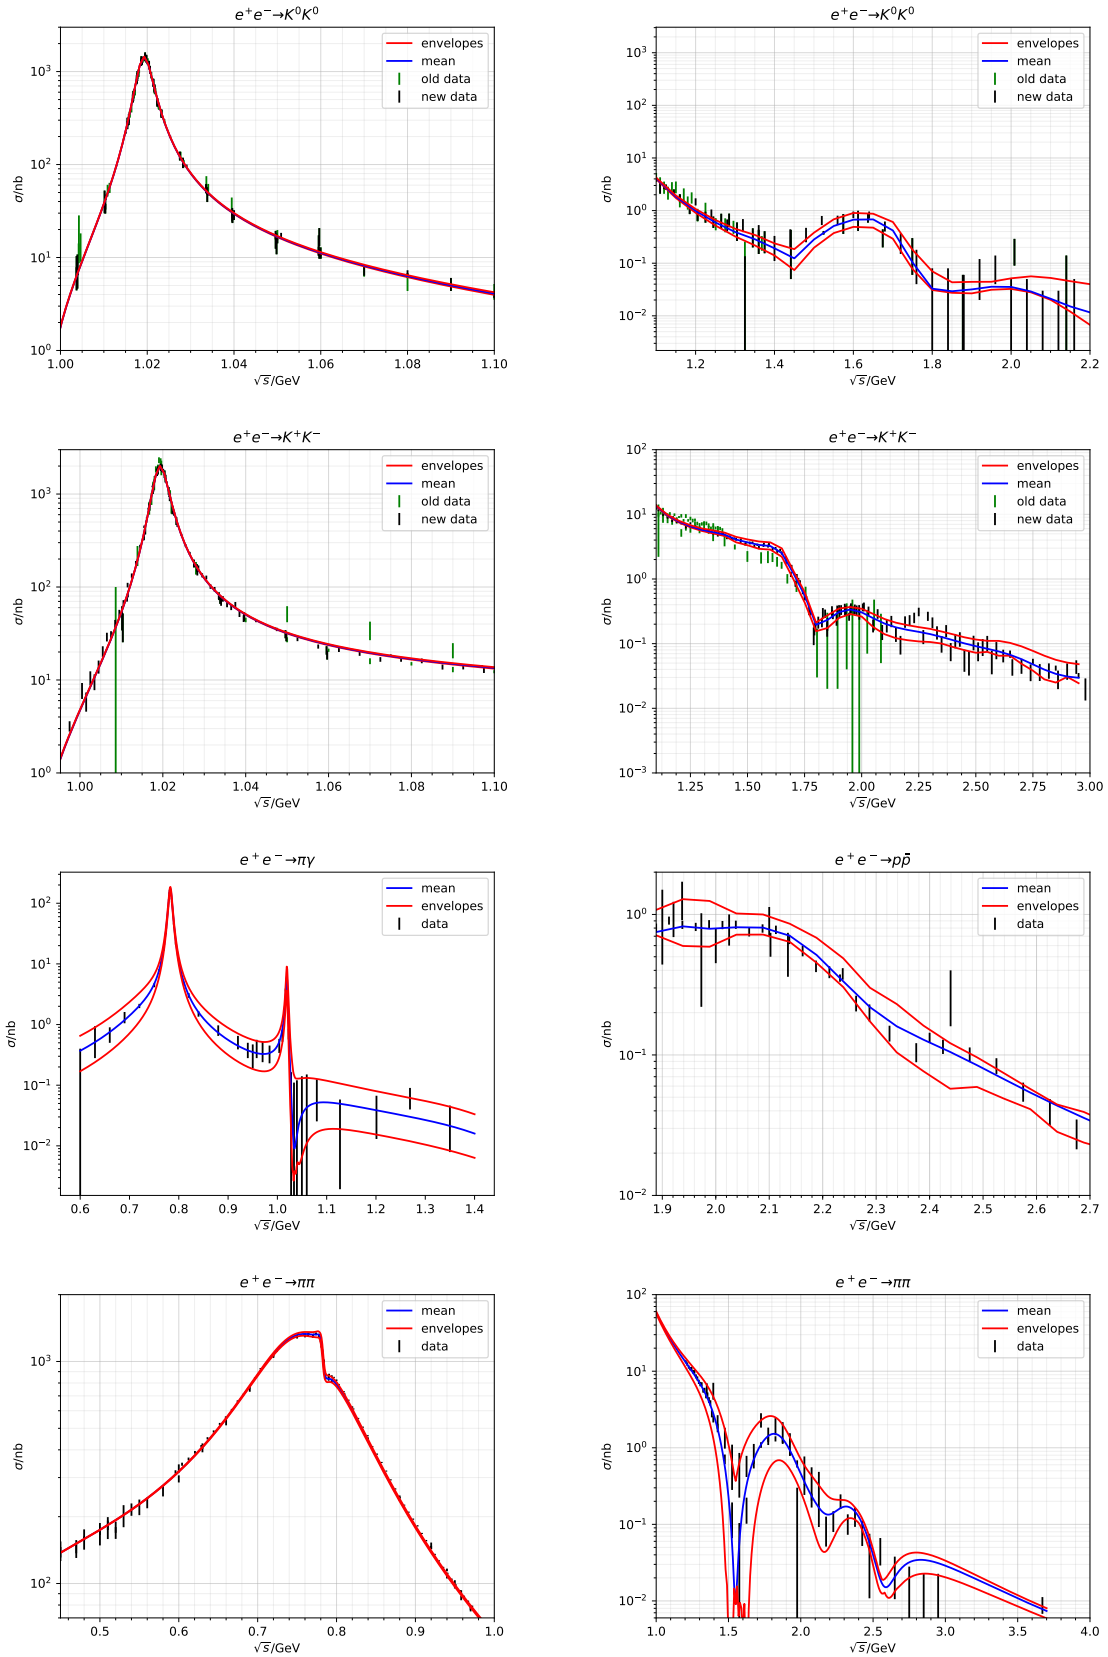 e⁺e⁻→K⁰K⁰
envelopes
mean
old data
new data
σ/nb
10³
10²
10¹
10⁰
1.00 1.02 1.04 1.06 1.08 1.10
√s/GeV
e⁺e⁻→K⁰K⁰
envelopes
mean
old data
new data
σ/nb
10³
10²
10¹
10⁰
10⁻¹
10⁻²
1.2 1.4 1.6 1.8 2.0 2.2
√s/GeV
e⁺e⁻→K⁺K⁻
envelopes
mean
old data
new data
σ/nb
10³
10²
10¹
10⁰
1.00 1.02 1.04 1.06 1.08 1.10
√s/GeV
e⁺e⁻→K⁺K⁻
envelopes
mean
old data
new data
σ/nb
10²
10¹
10⁰
10⁻¹
10⁻²
10⁻³
1.25 1.50 1.75 2.00 2.25 2.50 2.75 3.00
√s/GeV
e⁺e⁻→πγ
mean
envelopes
data
σ/nb
10²
10¹
10⁰
10⁻¹
10⁻²
0.6 0.7 0.8 0.9 1.0 1.1 1.2 1.3 1.4
√s/GeV
e⁺e⁻→pp̄
mean
envelopes
data
σ/nb
10⁰
10⁻¹
10⁻²
1.9 2.0 2.1 2.2 2.3 2.4 2.5 2.6 2.7
√s/GeV
e⁺e⁻→ππ
mean
envelopes
data
σ/nb
10³
10²
0.5 0.6 0.7 0.8 0.9 1.0
√s/GeV
e⁺e⁻→ππ
mean
envelopes
data
σ/nb
10²
10¹
10⁰
10⁻¹
10⁻²
1.0 1.5 2.0 2.5 3.0 3.5 4.0
√s/GeV